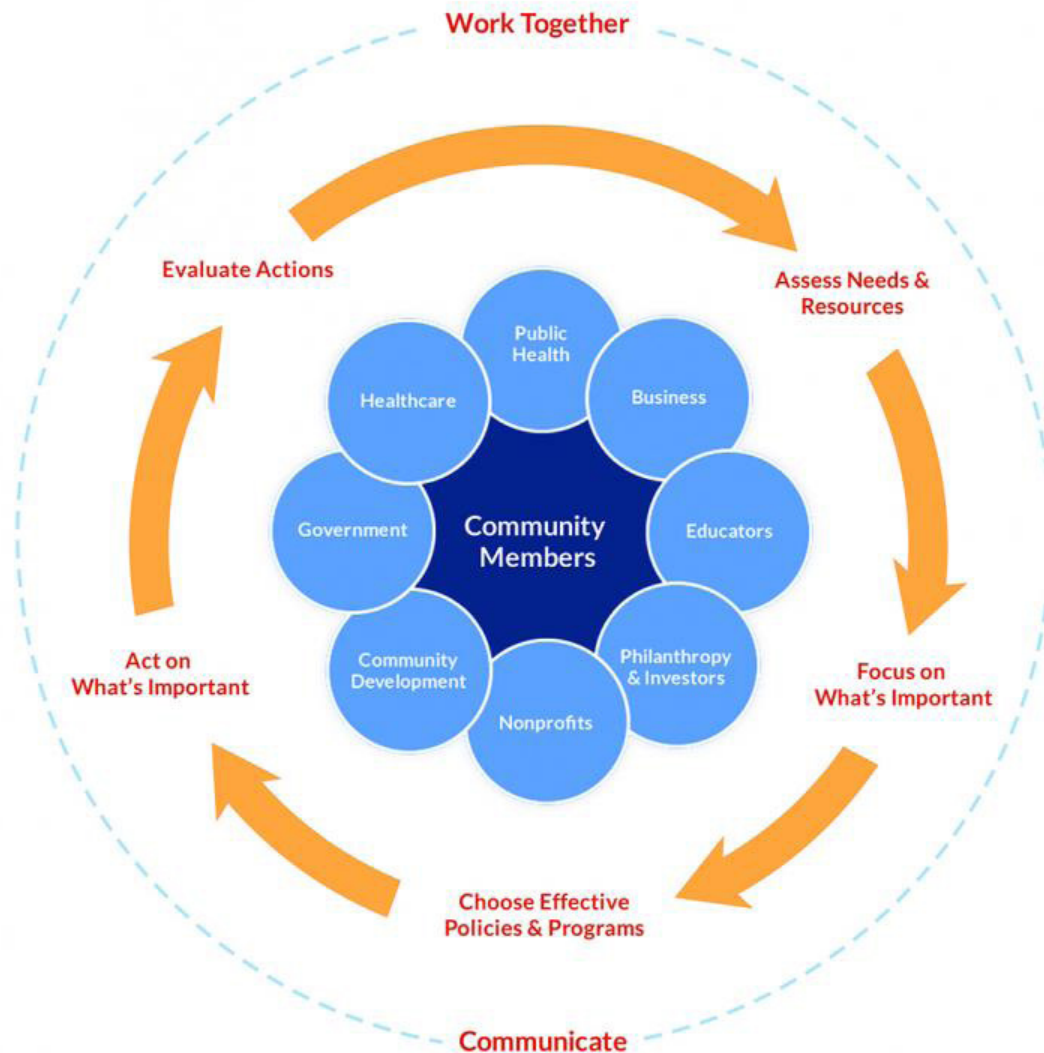 Work Together
Evaluate Actions
Assess Needs &
Resources
Public
Health
Healthcare
Business
Government
Community
Members
Educators
Community
Development
Philanthropy
& Investors
Nonprofits
Act on
What's Important
Focus on
What's Important
Choose Effective
Policies & Programs
Communicate